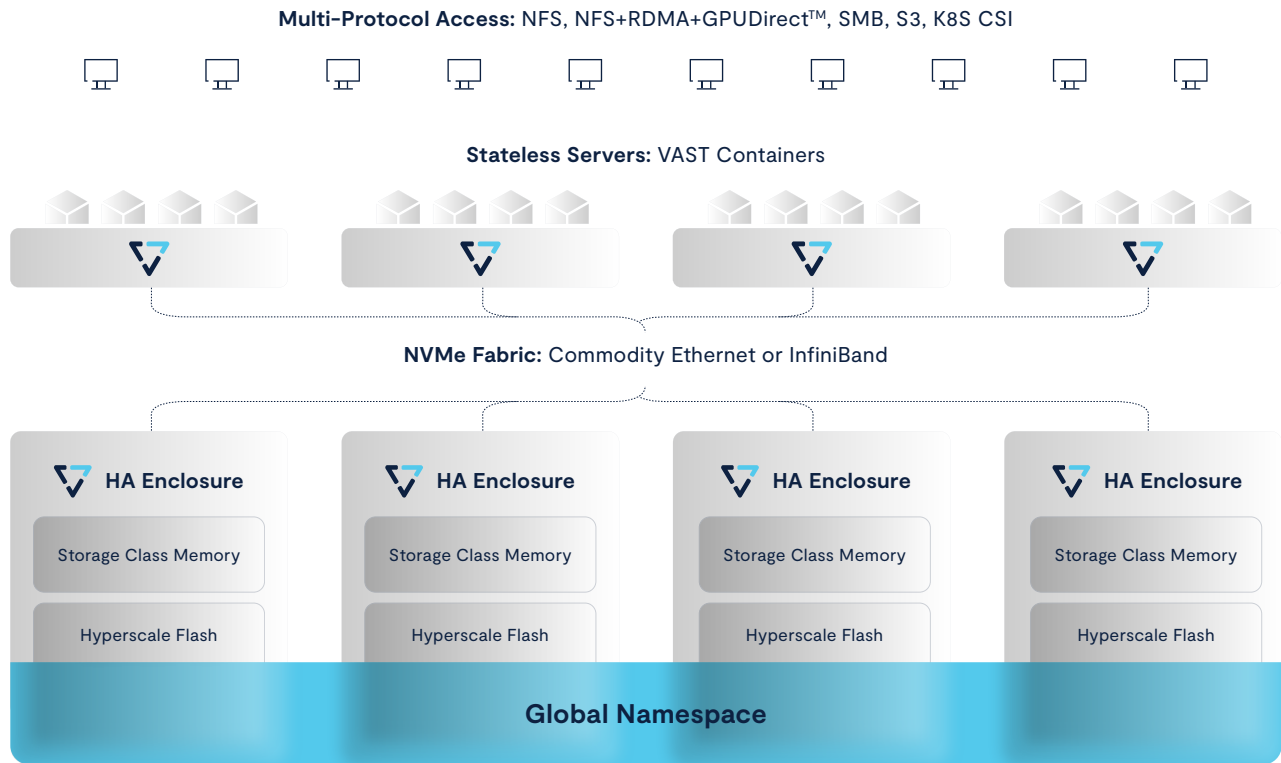 Multi-Protocol Access: NFS, NFS+RDMA+GPUDirect™, SMB, S3, K8S CSI
Stateless Servers: VAST Containers
NVMe Fabric: Commodity Ethernet or InfiniBand
HA Enclosure HA Enclosure HA Enclosure HA Enclosure
Storage Class Memory Storage Class Memory Storage Class Memory Storage Class Memory
Hyperscale Flash Hyperscale Flash Hyperscale Flash Hyperscale Flash
Global Namespace